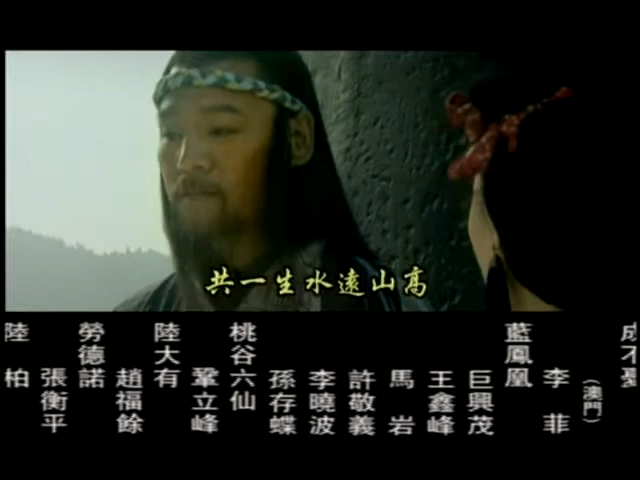 共一生水遠山高
陸柏
張衡平
勞德諾
趙福餘
陸大有
鞏立峰
桃谷六仙
孫存蝶
李曉波
許敬義
馬岩
王鑫峰
巨興茂
藍鳳凰
李菲
（澳門）